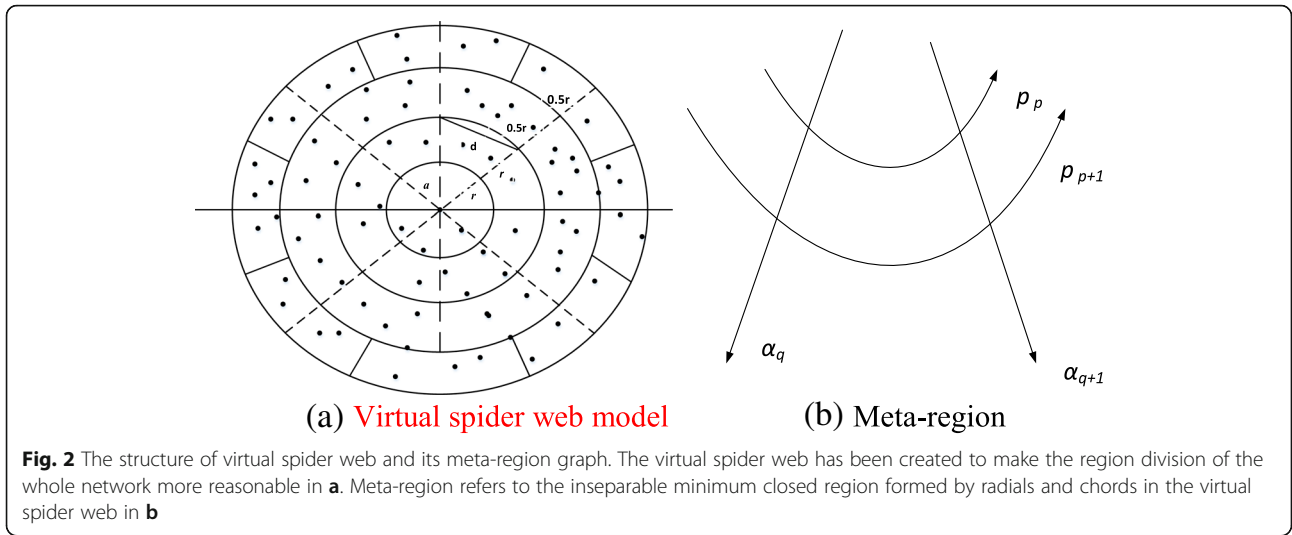 0.5r
0.5r
d
r
a
r
p p
p p+1
α q
α q+1
(a) Virtual spider web model
(b) Meta-region
Fig. 2 The structure of virtual spider web and its meta-region graph. The virtual spider web has been created to make the region division of the
whole network more reasonable in a. Meta-region refers to the inseparable minimum closed region formed by radials and chords in the virtual
spider web in b